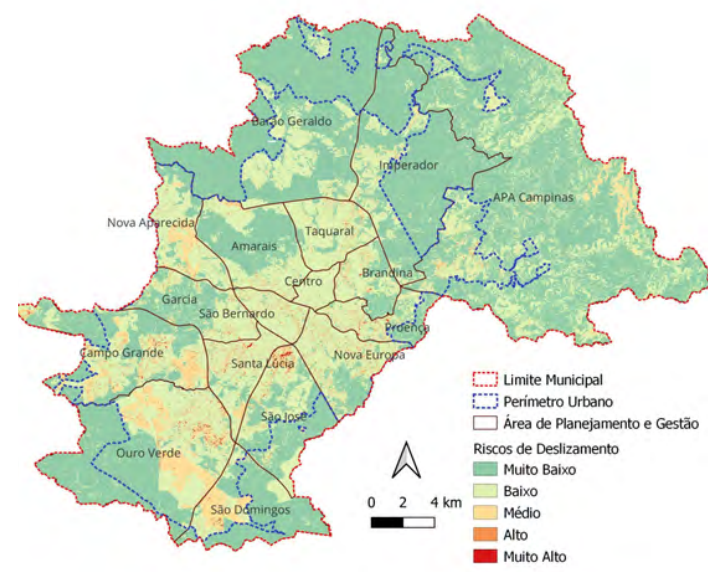 Barão Geraldo
Imperador
APA Campinas
Nova Aparecida
Taquaral
Amarais
Centro
Brandina
Garcia
São Bernardo
Proença
Campo Grande
Santa Lúcia
Nova Europa
São José
Ouro Verde
São Domingos
0 2 4 km
Limite Municipal
Perímetro Urbano
Área de Planejamento e Gestão
Riscos de Deslizamento
Muito Baixo
Baixo
Médio
Alto
Muito Alto